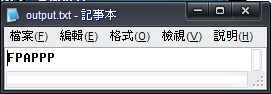 output.txt - 記事本
檔案(F) 編輯(E) 格式(O) 檢視(V) 說明(H)
FPAPPP